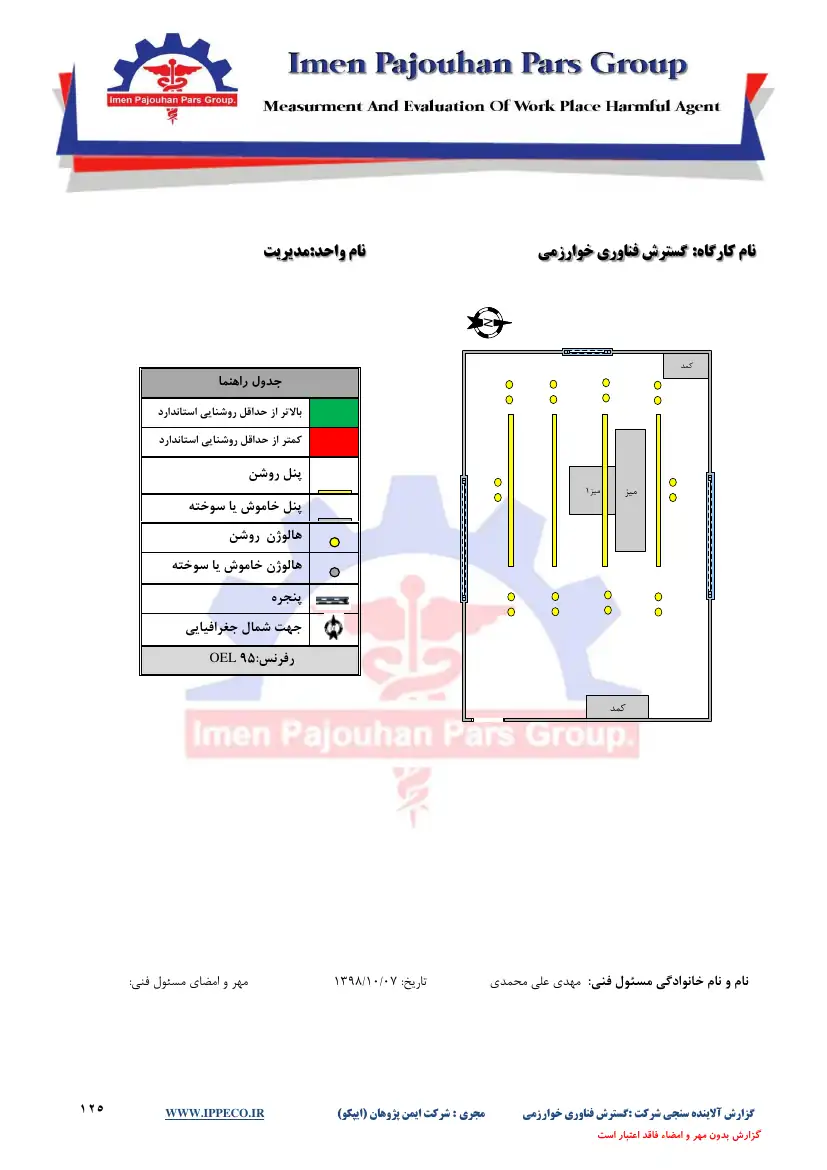 Imen Pajouhan Pars Group
Imen Pajouhan Pars Group.
Measurment And Evaluation Of Work Place Harmful Agent
نام کارگاه: گسترش فناوری خوارزمی
نام واحد:مدیریت
N
کمد
میز۱
میز
کمد
جدول راهنما
بالاتر از حداقل روشنایی استاندارد
کمتر از حداقل روشنایی استاندارد
پنل روشن
پنل خاموش یا سوخته
هالوژن روشن
هالوژن خاموش یا سوخته
پنجره
جهت شمال جغرافیایی
رفرنس:OEL ۹۵
Imen Pajouhan Pars Group.
نام و نام خانوادگی مسئول فنی: مهدی علی محمدی
تاریخ: ۱۳۹۸/۱۰/۰۷
مهر و امضای مسئول فنی:
گزارش آلاینده سنجی شرکت :گسترش فناوری خوارزمی
مجری : شرکت ایمن پژوهان (ایپکو)
WWW.IPPECO.IR
۱۲۵
گزارش بدون مهر و امضاء فاقد اعتبار است